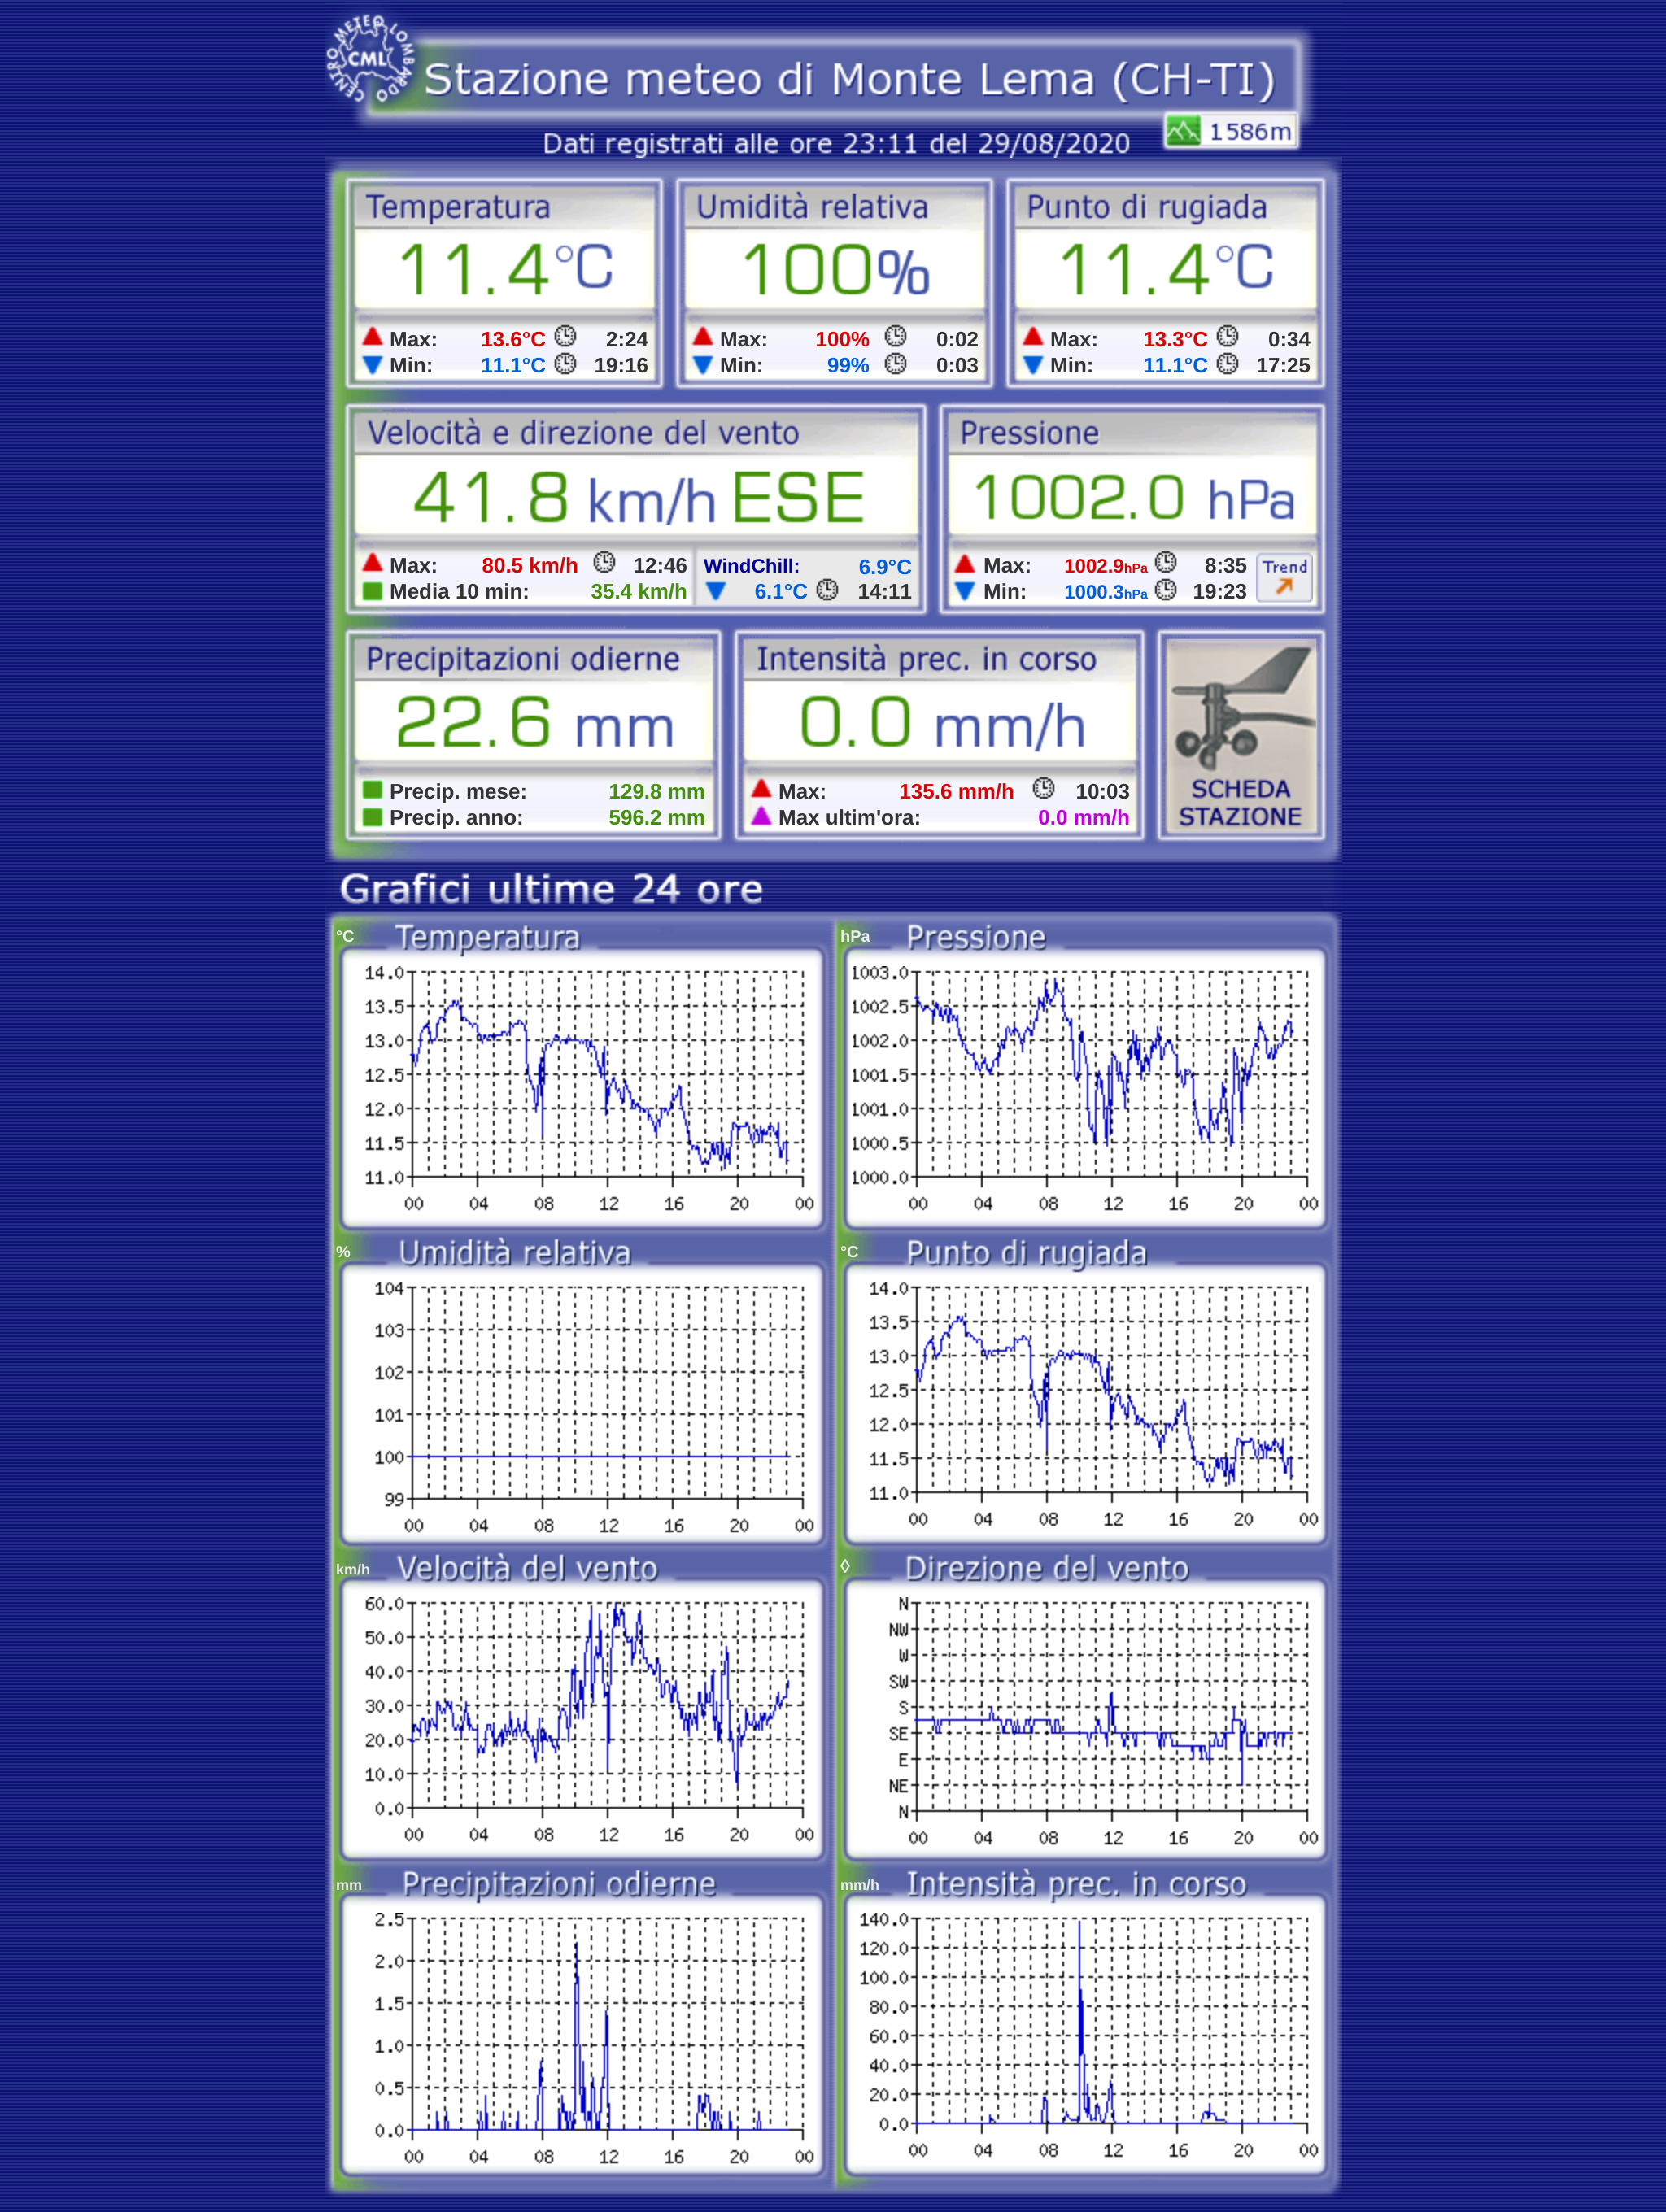 CENTRO METEO LOMBARDO
CML
Stazione meteo di Monte Lema (CH-TI)
1586m
Dati registrati alle ore 23:11 del 29/08/2020
Temperatura Umidità relativa Punto di rugiada
11.4°C 100% 11.4°C
Max: 13.6°C 2:24 Max: 100% 0:02 Max: 13.3°C 0:34
Min: 11.1°C 19:16 Min: 99% 0:03 Min: 11.1°C 17:25
Velocità e direzione del vento Pressione
41.8 km/h ESE 1002.0 hPa
Max: 80.5 km/h 12:46 WindChill: 6.9°C Max: 1002.9hPa 8:35 Trend
Media 10 min: 35.4 km/h 6.1°C 14:11 Min: 1000.3hPa 19:23
Precipitazioni odierne Intensità prec. in corso
22.6 mm 0.0 mm/h
Precip. mese: 129.8 mm Max: 135.6 mm/h 10:03 SCHEDA
Precip. anno: 596.2 mm Max ultim'ora: 0.0 mm/h STAZIONE
Grafici ultime 24 ore
°C Temperatura hPa Pressione
14.0 1003.0
13.5 1002.5
13.0 1002.0
12.5 1001.5
12.0 1001.0
11.5 1000.5
11.0 1000.0
00 04 08 12 16 20 00 00 04 08 12 16 20 00
% Umidità relativa °C Punto di rugiada
104 14.0
103 13.5
102 13.0
101 12.5
100 12.0
99 11.5
11.0
00 04 08 12 16 20 00 00 04 08 12 16 20 00
km/h Velocità del vento ◊ Direzione del vento
60.0 N
50.0 NW
40.0 W
30.0 SW
20.0 S
10.0 SE
0.0 E
NE
N
00 04 08 12 16 20 00 00 04 08 12 16 20 00
mm Precipitazioni odierne mm/h Intensità prec. in corso
2.5 140.0
2.0 120.0
1.5 100.0
1.0 80.0
0.5 60.0
0.0 40.0
20.0
0.0
00 04 08 12 16 20 00 00 04 08 12 16 20 00